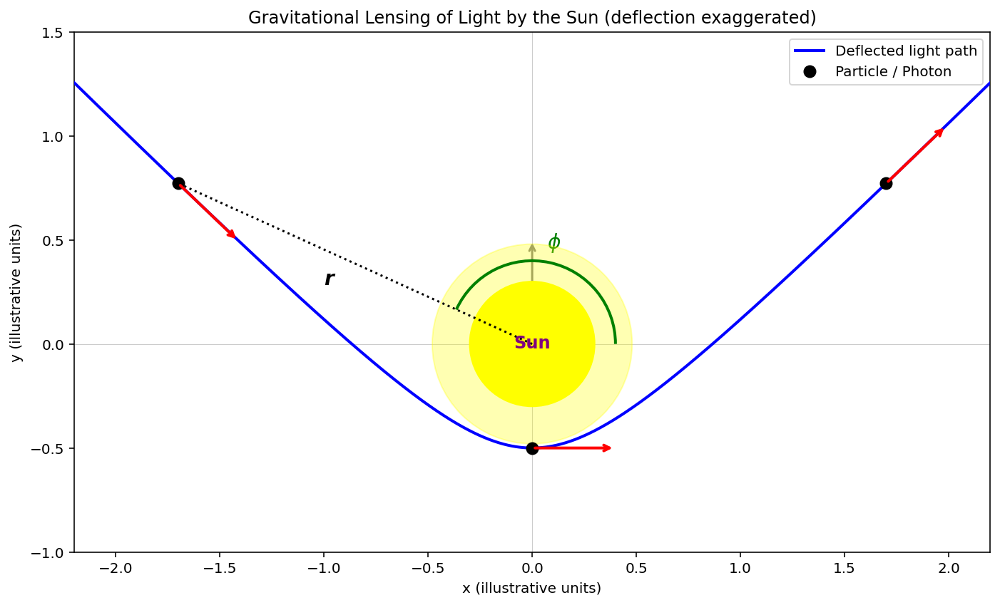 Gravitational Lensing of Light by the Sun (deflection exaggerated)
1.5
1.0
0.5
0.0
−0.5
−1.0
y (illustrative units)
Deflected light path
Particle / Photon
ϕ
r
Sun
−2.0 −1.5 −1.0 −0.5 0.0 0.5 1.0 1.5 2.0
x (illustrative units)